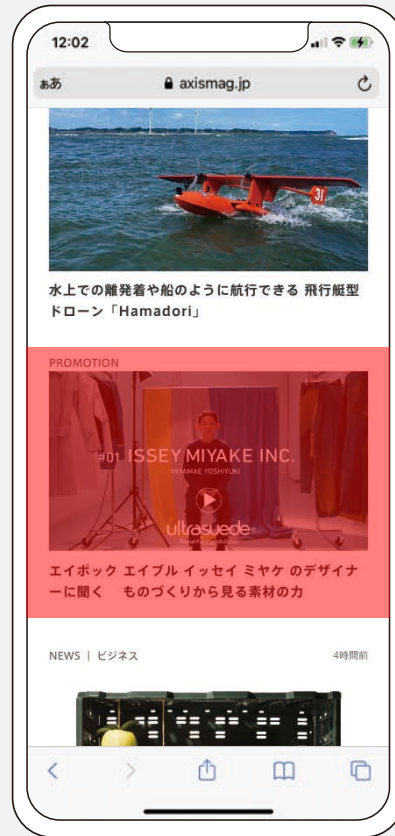 12:02
ぁあ axismag.jp
31
水上での離発着や船のように航行できる 飛行艇型
ドローン「Hamadori」
PROMOTION
#01 ISSEY MIYAKE INC.
MIYAMAE YOSHIYUKI
ultrasuede®
Beautiful Possibilities
エイポック エイブル イッセイ ミヤケ のデザイナ
ーに聞く ものづくりから見る素材の力
NEWS | ビジネス 4時間前